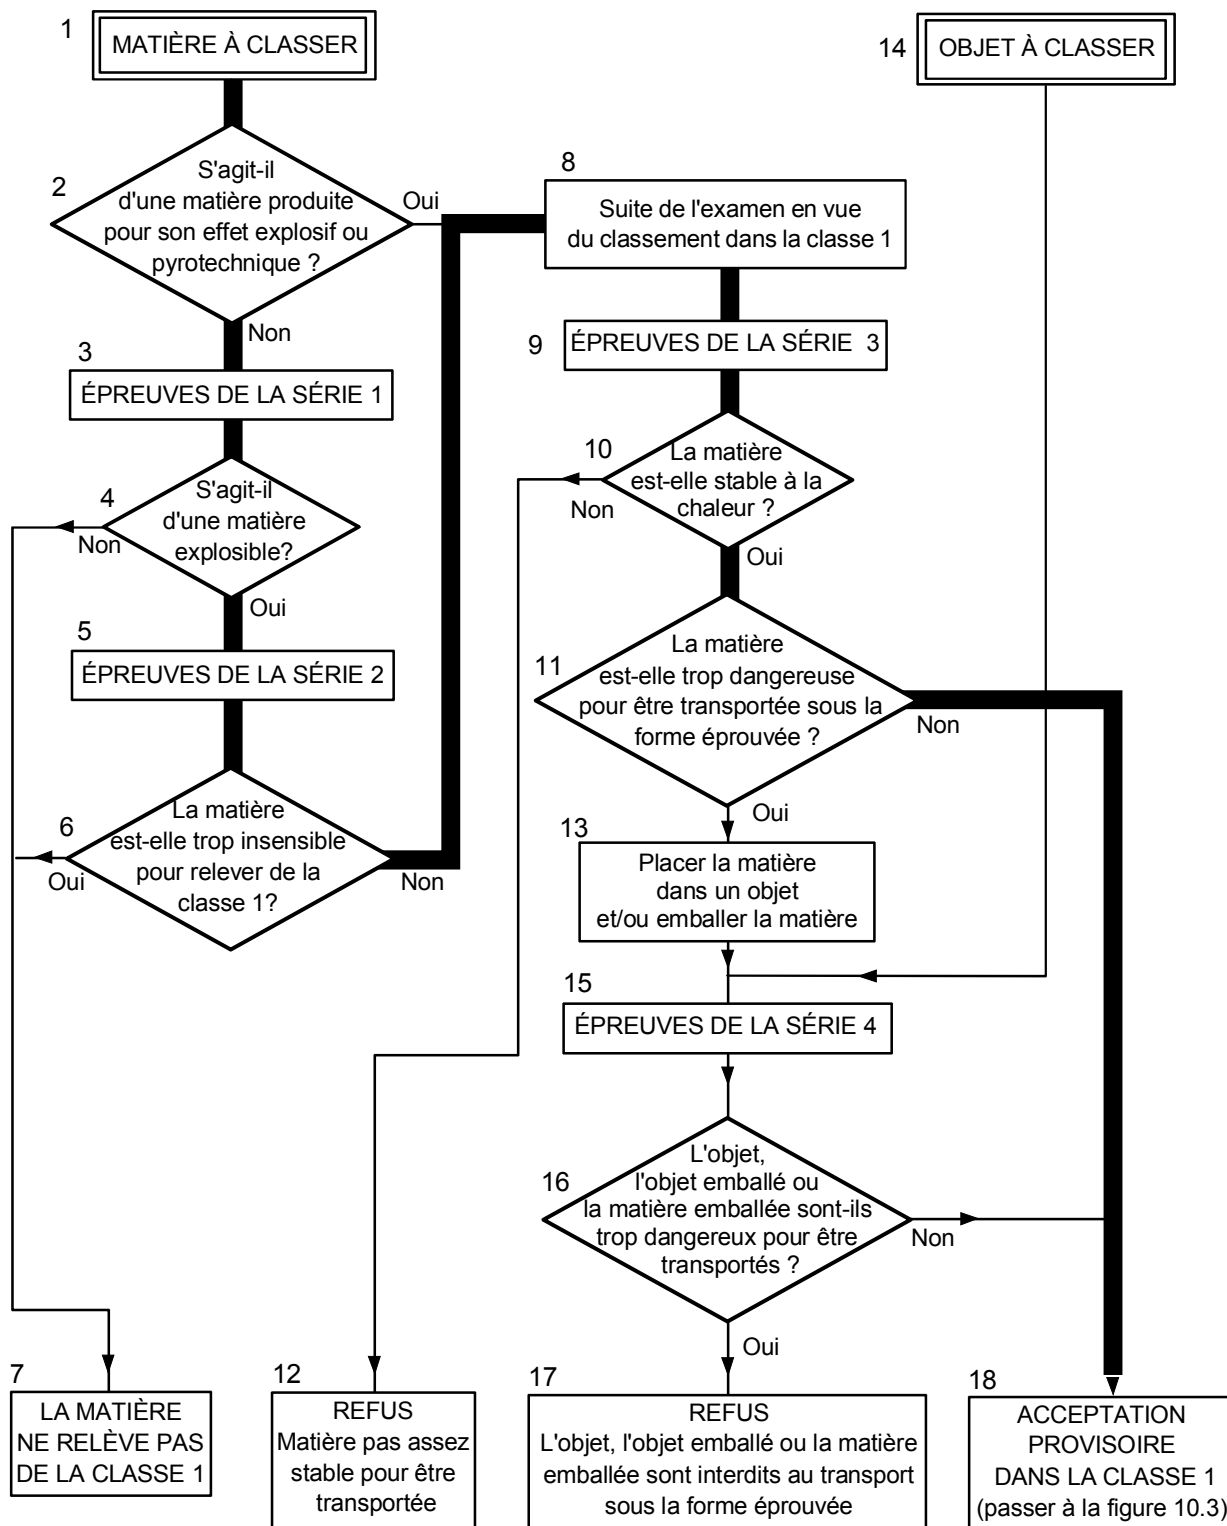 1
MATIÈRE À CLASSER
2
S'agit-il
d'une matière produite
pour son effet explosif ou
pyrotechnique ?
Oui
Non
3
ÉPREUVES DE LA SÉRIE 1
4
S'agit-il
d'une matière
explosible?
Non
Oui
5
ÉPREUVES DE LA SÉRIE 2
6
La matière
est-elle trop insensible
pour relever de la
classe 1?
Oui
Non
7
LA MATIÈRE
NE RELÈVE PAS
DE LA CLASSE 1
8
Suite de l'examen en vue
du classement dans la classe 1
9
ÉPREUVES DE LA SÉRIE 3
10
La matière
est-elle stable à la
chaleur ?
Non
Oui
11
La matière
est-elle trop dangereuse
pour être transportée sous la
forme éprouvée ?
Non
Oui
12
REFUS
Matière pas assez
stable pour être
transportée
13
Placer la matière
dans un objet
et/ou emballer la matière
14
OBJET À CLASSER
15
ÉPREUVES DE LA SÉRIE 4
16
L'objet,
l'objet emballé ou
la matière emballée sont-ils
trop dangereux pour être
transportés ?
Non
Oui
17
REFUS
L'objet, l'objet emballé ou la matière
emballée sont interdits au transport
sous la forme éprouvée
18
ACCEPTATION
PROVISOIRE
DANS LA CLASSE 1
(passer à la figure 10.3)